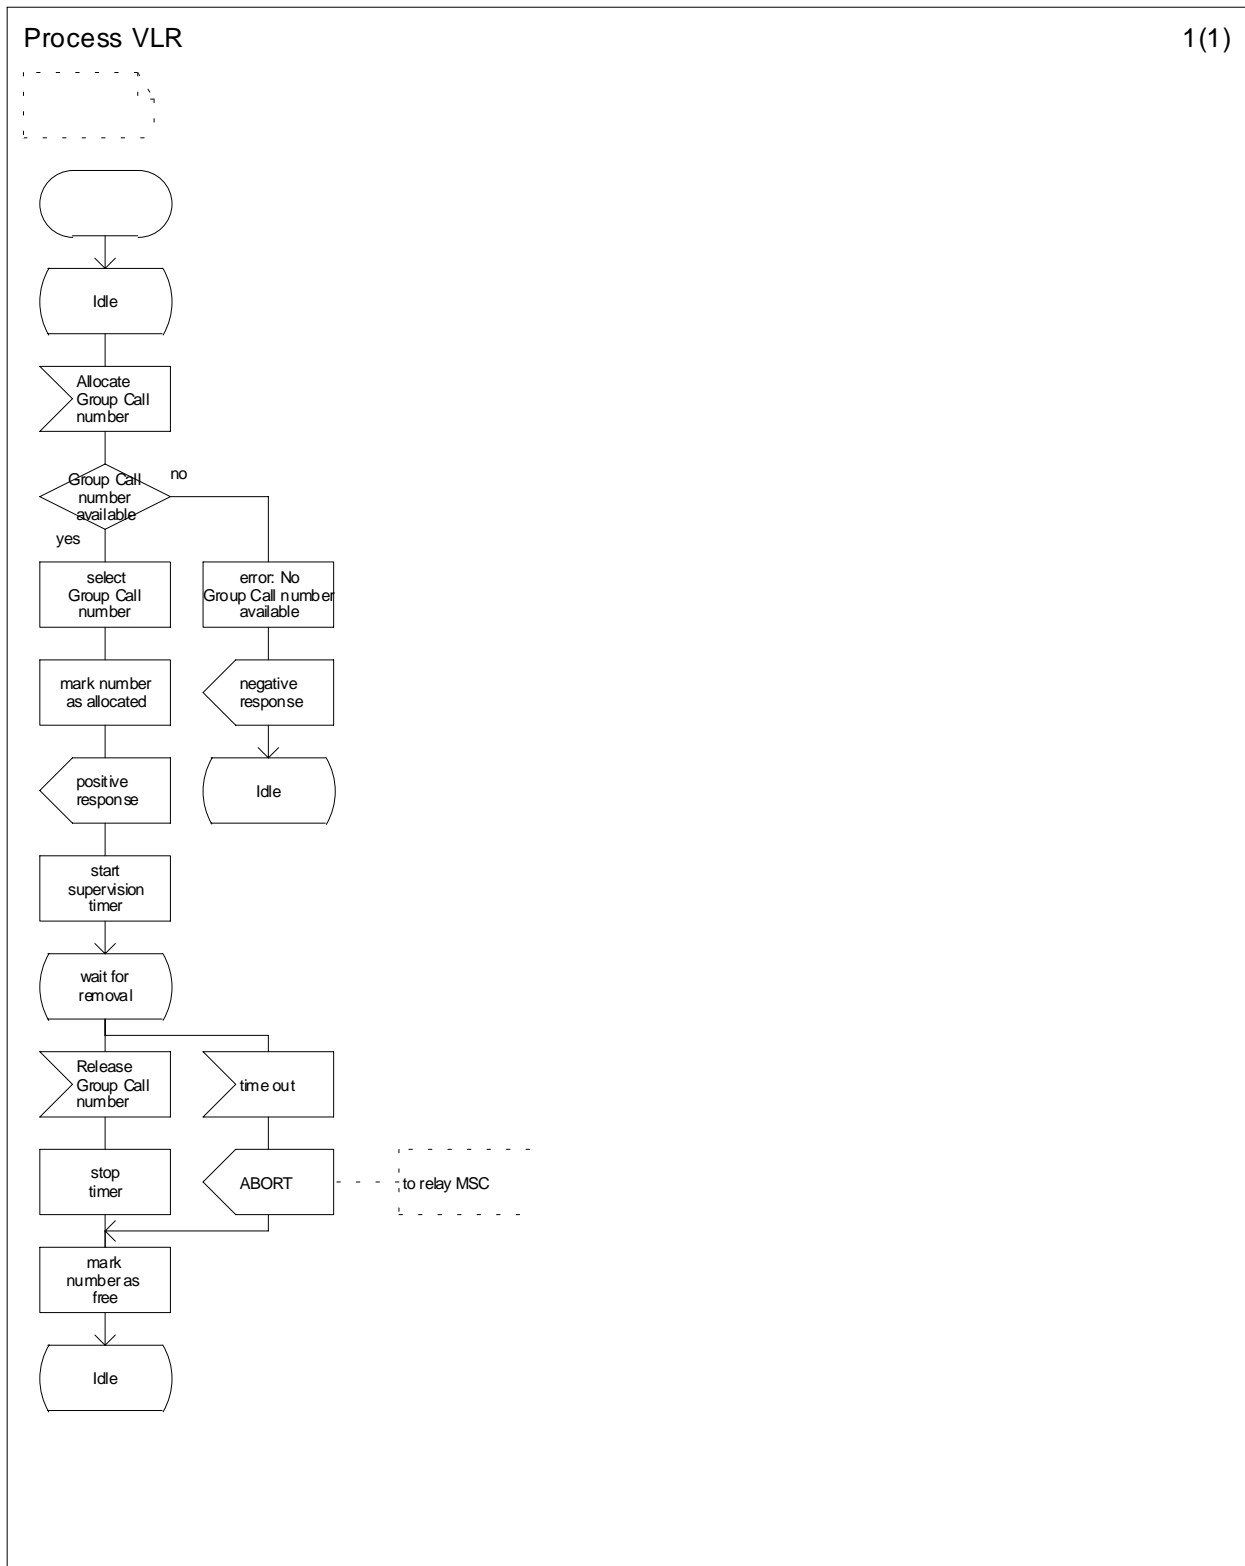 Process VLR
1(1)
Idle
Allocate
Group Call
number
Group Call
number
available
no
yes
select
Group Call
number
error: No
Group Call number
available
mark number
as allocated
negative
response
positive
response
Idle
start
supervision
timer
wait for
removal
Release
Group Call
number
time out
stop
timer
ABORT
to relay MSC
mark
number as
free
Idle